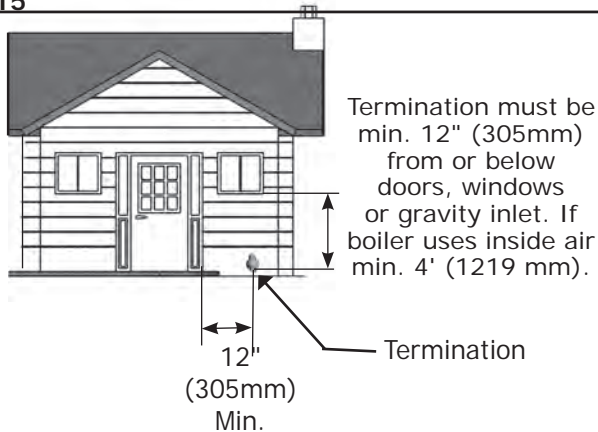 15
Termination must be
min. 12" (305mm)
from or below
doors, windows
or gravity inlet. If
boiler uses inside air
min. 4' (1219 mm).
Termination
12"
(305mm)
Min.